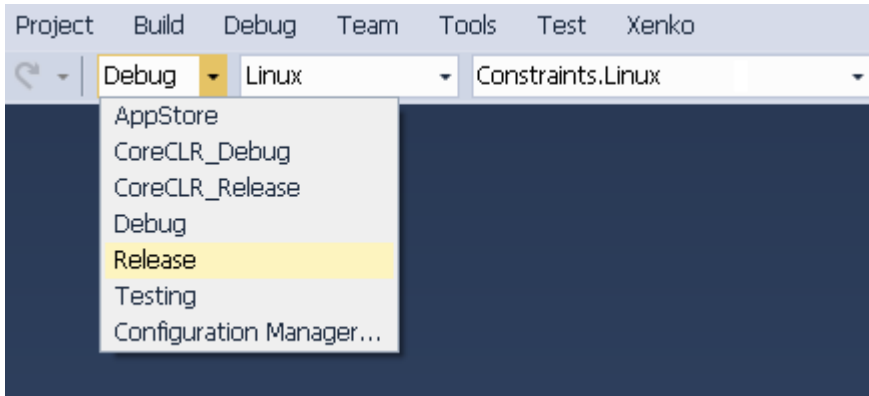 Project Build Debug Team Tools Test Xenko
Debug Linux Constraints.Linux
AppStore
CoreCLR_Debug
CoreCLR_Release
Debug
Release
Testing
Configuration Manager...